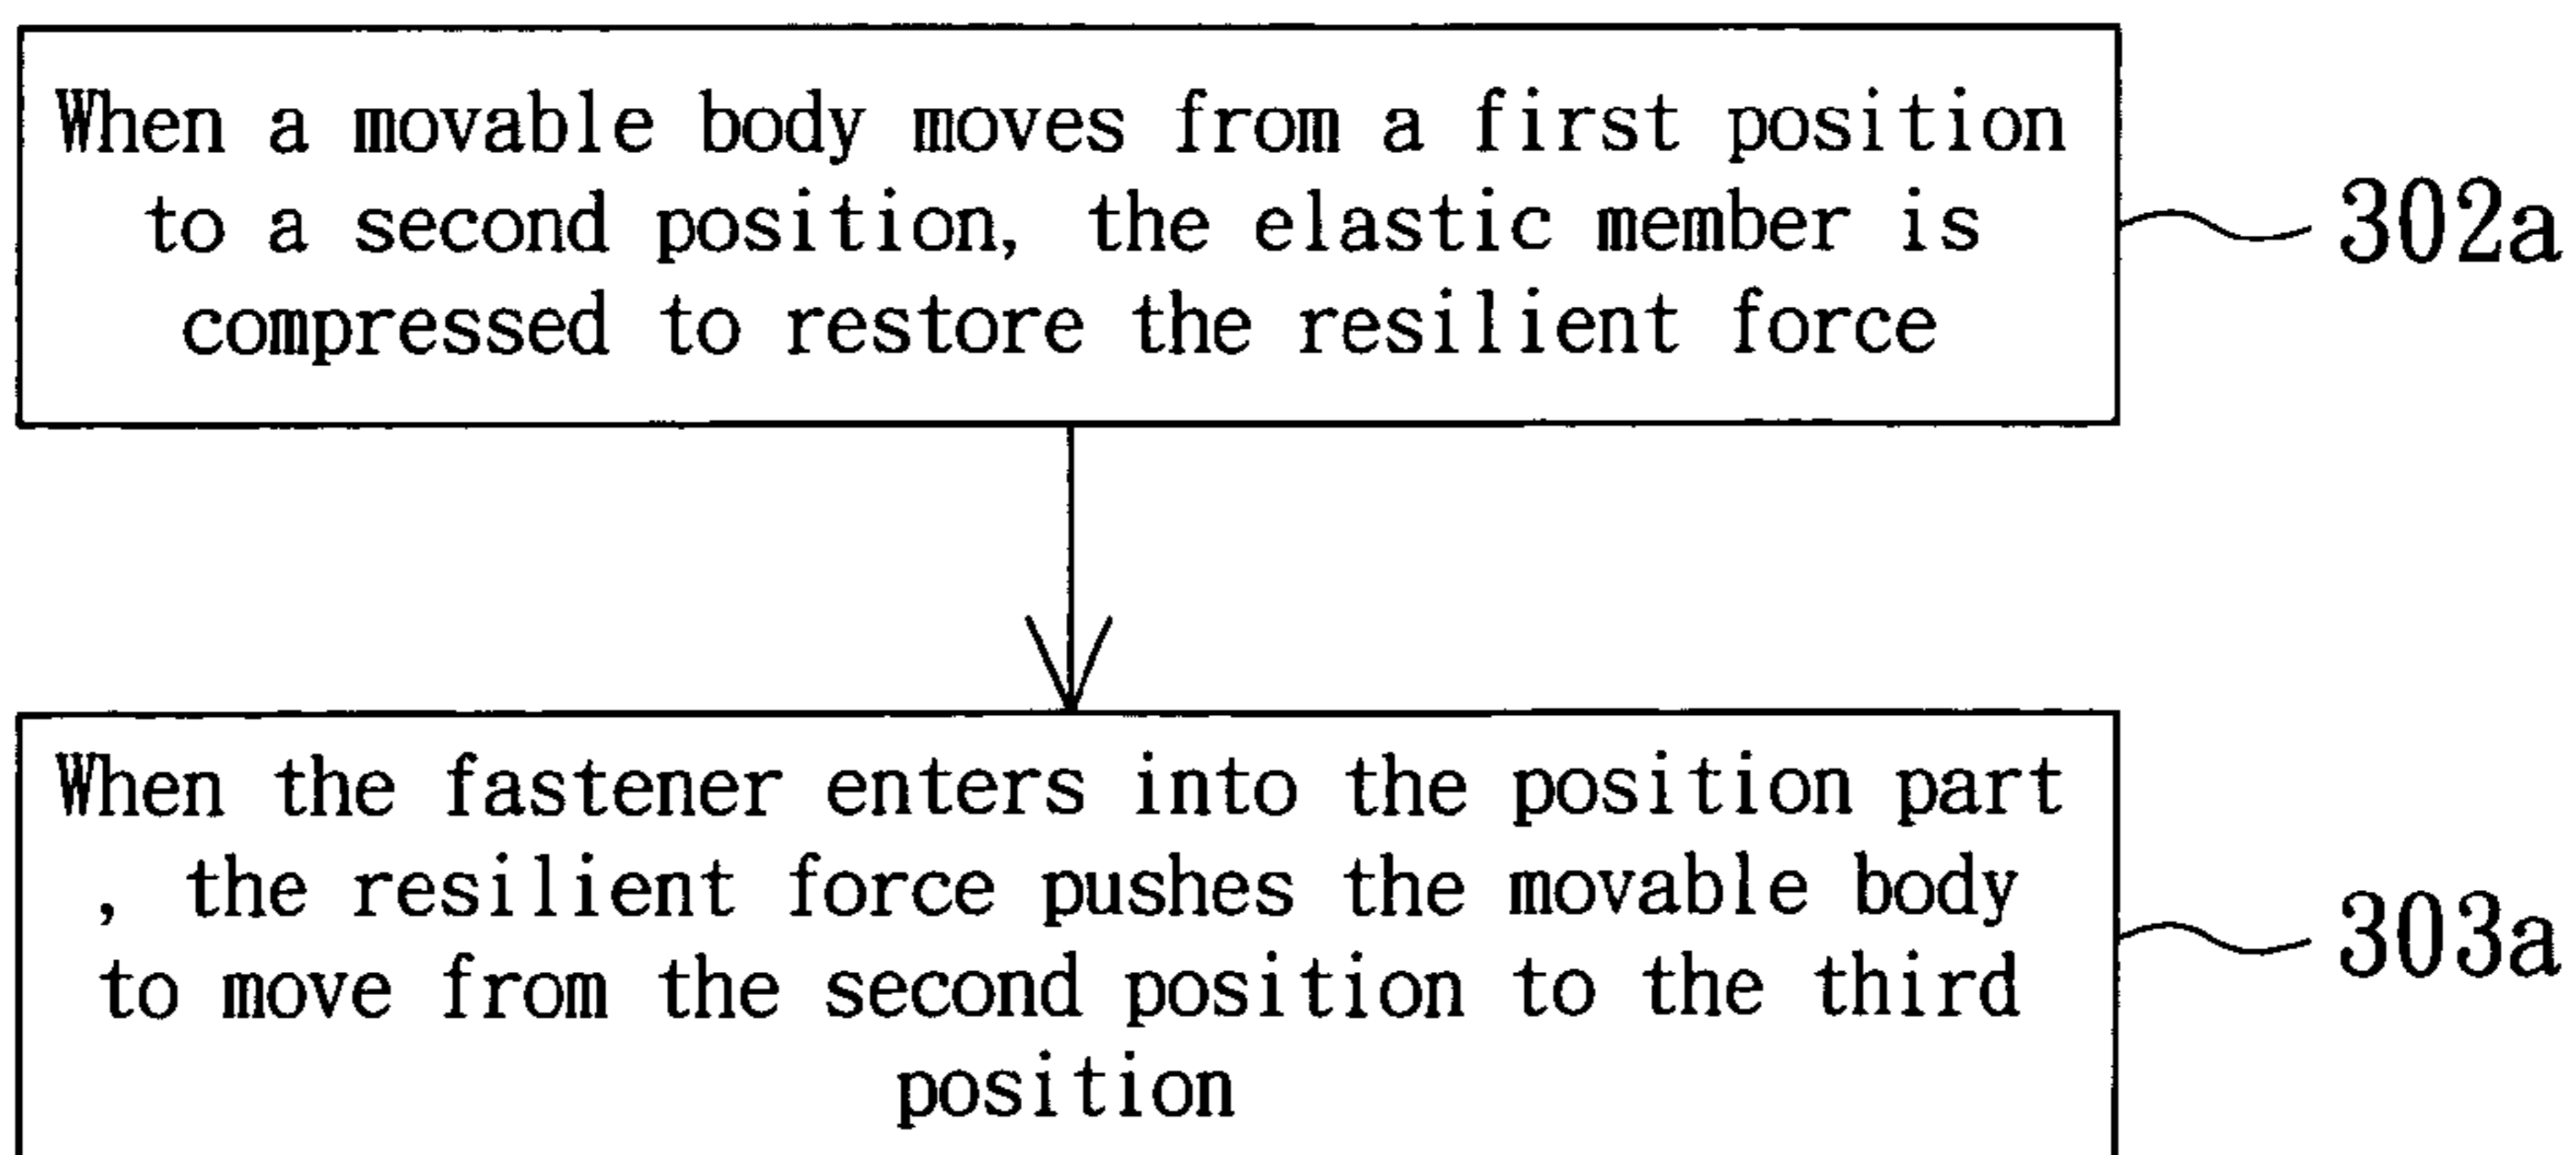 When a movable body moves from a first position
to a second position, the elastic member is
compressed to restore the resilient force
302a
When the fastener enters into the position part
, the resilient force pushes the movable body
to move from the second position to the third
position
303a